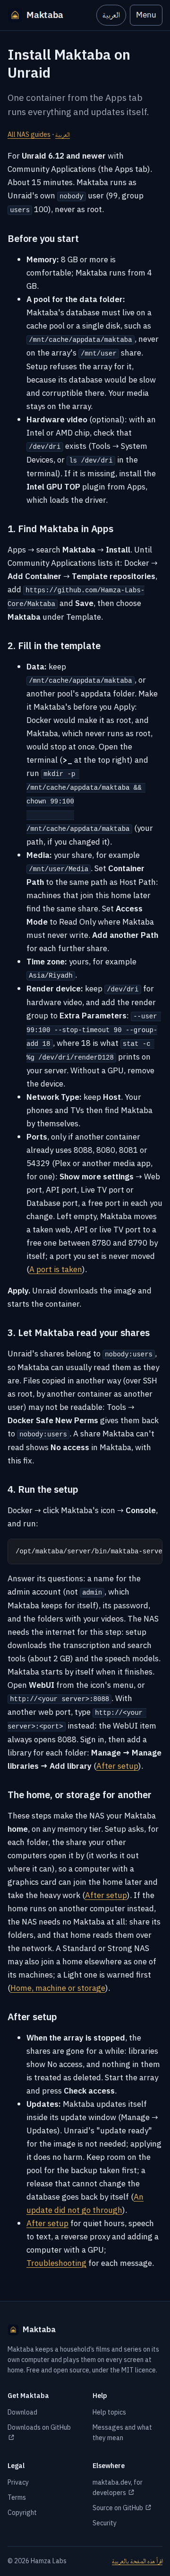 Maktaba
العربية
Menu
Install Maktaba on
Unraid
One container from the Apps tab
runs everything and updates itself.
All NAS guides · العربية
For Unraid 6.12 and newer with
Community Applications (the Apps tab).
About 15 minutes. Maktaba runs as
Unraid's own nobody user (99, group
users 100), never as root.
Before you start
• Memory: 8 GB or more is
comfortable; Maktaba runs from 4
GB.
• A pool for the data folder:
Maktaba's database must live on a
cache pool or a single disk, such as
/mnt/cache/appdata/maktaba, never
on the array's /mnt/user share.
Setup refuses the array for it,
because its database would be slow
and corruptible there. Your media
stays on the array.
• Hardware video (optional): with an
Intel or AMD chip, check that
/dev/dri exists (Tools → System
Devices, or ls /dev/dri in the
terminal). If it is missing, install the
Intel GPU TOP plugin from Apps,
which loads the driver.
1. Find Maktaba in Apps
Apps → search Maktaba → Install. Until
Community Applications lists it: Docker →
Add Container → Template repositories,
add https://github.com/Hamza-Labs-
Core/Maktaba and Save, then choose
Maktaba under Template.
2. Fill in the template
• Data: keep
/mnt/cache/appdata/maktaba, or
another pool's appdata folder. Make
it Maktaba's before you Apply:
Docker would make it as root, and
Maktaba, which never runs as root,
would stop at once. Open the
terminal (>_ at the top right) and
run mkdir -p
/mnt/cache/appdata/maktaba &&
chown 99:100
/mnt/cache/appdata/maktaba (your
path, if you changed it).
• Media: your share, for example
/mnt/user/Media. Set Container
Path to the same path as Host Path:
machines that join this home later
find the same share. Set Access
Mode to Read Only where Maktaba
must never write. Add another Path
for each further share.
• Time zone: yours, for example
Asia/Riyadh.
• Render device: keep /dev/dri for
hardware video, and add the render
group to Extra Parameters: --user
99:100 --stop-timeout 90 --group-
add 18, where 18 is what stat -c
%g /dev/dri/renderD128 prints on
your server. Without a GPU, remove
the device.
• Network Type: keep Host. Your
phones and TVs then find Maktaba
by themselves.
• Ports, only if another container
already uses 8088, 8080, 8081 or
54329 (Plex or another media app,
for one): Show more settings → Web
port, API port, Live TV port or
Database port, a free port in each you
change. Left empty, Maktaba moves
a taken web, API or live TV port to a
free one between 8780 and 8790 by
itself; a port you set is never moved
(A port is taken).
Apply. Unraid downloads the image and
starts the container.
3. Let Maktaba read your shares
Unraid's shares belong to nobody:users,
so Maktaba can usually read them as they
are. Files copied in another way (over SSH
as root, by another container as another
user) may not be readable: Tools →
Docker Safe New Perms gives them back
to nobody:users. A share Maktaba can't
read shows No access in Maktaba, with
this fix.
4. Run the setup
Docker → click Maktaba's icon → Console,
and run:
/opt/maktaba/server/bin/maktaba-serve
Answer its questions: a name for the
admin account (not admin, which
Maktaba keeps for itself), its password,
and the folders with your videos. The NAS
needs the internet for this step: setup
downloads the transcription and search
tools (about 2 GB) and the speech models.
Maktaba starts by itself when it finishes.
Open WebUI from the icon's menu, or
http://<your server>:8088. With
another web port, type http://<your
server>:<port> instead: the WebUI item
always opens 8088. Sign in, then add a
library for each folder: Manage → Manage
libraries → Add library (After setup).
The home, or storage for another
These steps make the NAS your Maktaba
home, on any memory tier. Setup asks, for
each folder, the share your other
computers open it by (it works it out
where it can), so a computer with a
graphics card can join the home later and
take the heavy work (After setup). If the
home runs on another computer instead,
the NAS needs no Maktaba at all: share its
folders, and that home reads them over
the network. A Standard or Strong NAS
may also join a home elsewhere as one of
its machines; a Light one is warned first
(Home, machine or storage).
After setup
• When the array is stopped, the
shares are gone for a while: libraries
show No access, and nothing in them
is treated as deleted. Start the array
and press Check access.
• Updates: Maktaba updates itself
inside its update window (Manage →
Updates). Unraid's "update ready"
for the image is not needed; applying
it does no harm. Keep room on the
pool for the backup taken first; a
release that cannot change the
database goes back by itself (An
update did not go through).
• After setup for quiet hours, speech
to text, a reverse proxy and adding a
computer with a GPU;
Troubleshooting for each message.
Maktaba
Maktaba keeps a household's films and series on its
own computer and plays them on every screen at
home. Free and open source, under the MIT licence.
Get Maktaba
Download
Downloads on GitHub
Help
Help topics
Messages and what
they mean
Legal
Privacy
Terms
Copyright
Elsewhere
maktaba.dev, for
developers
Source on GitHub
Security
© 2026 Hamza Labs
اقرأ هذه الصفحة بالعربية